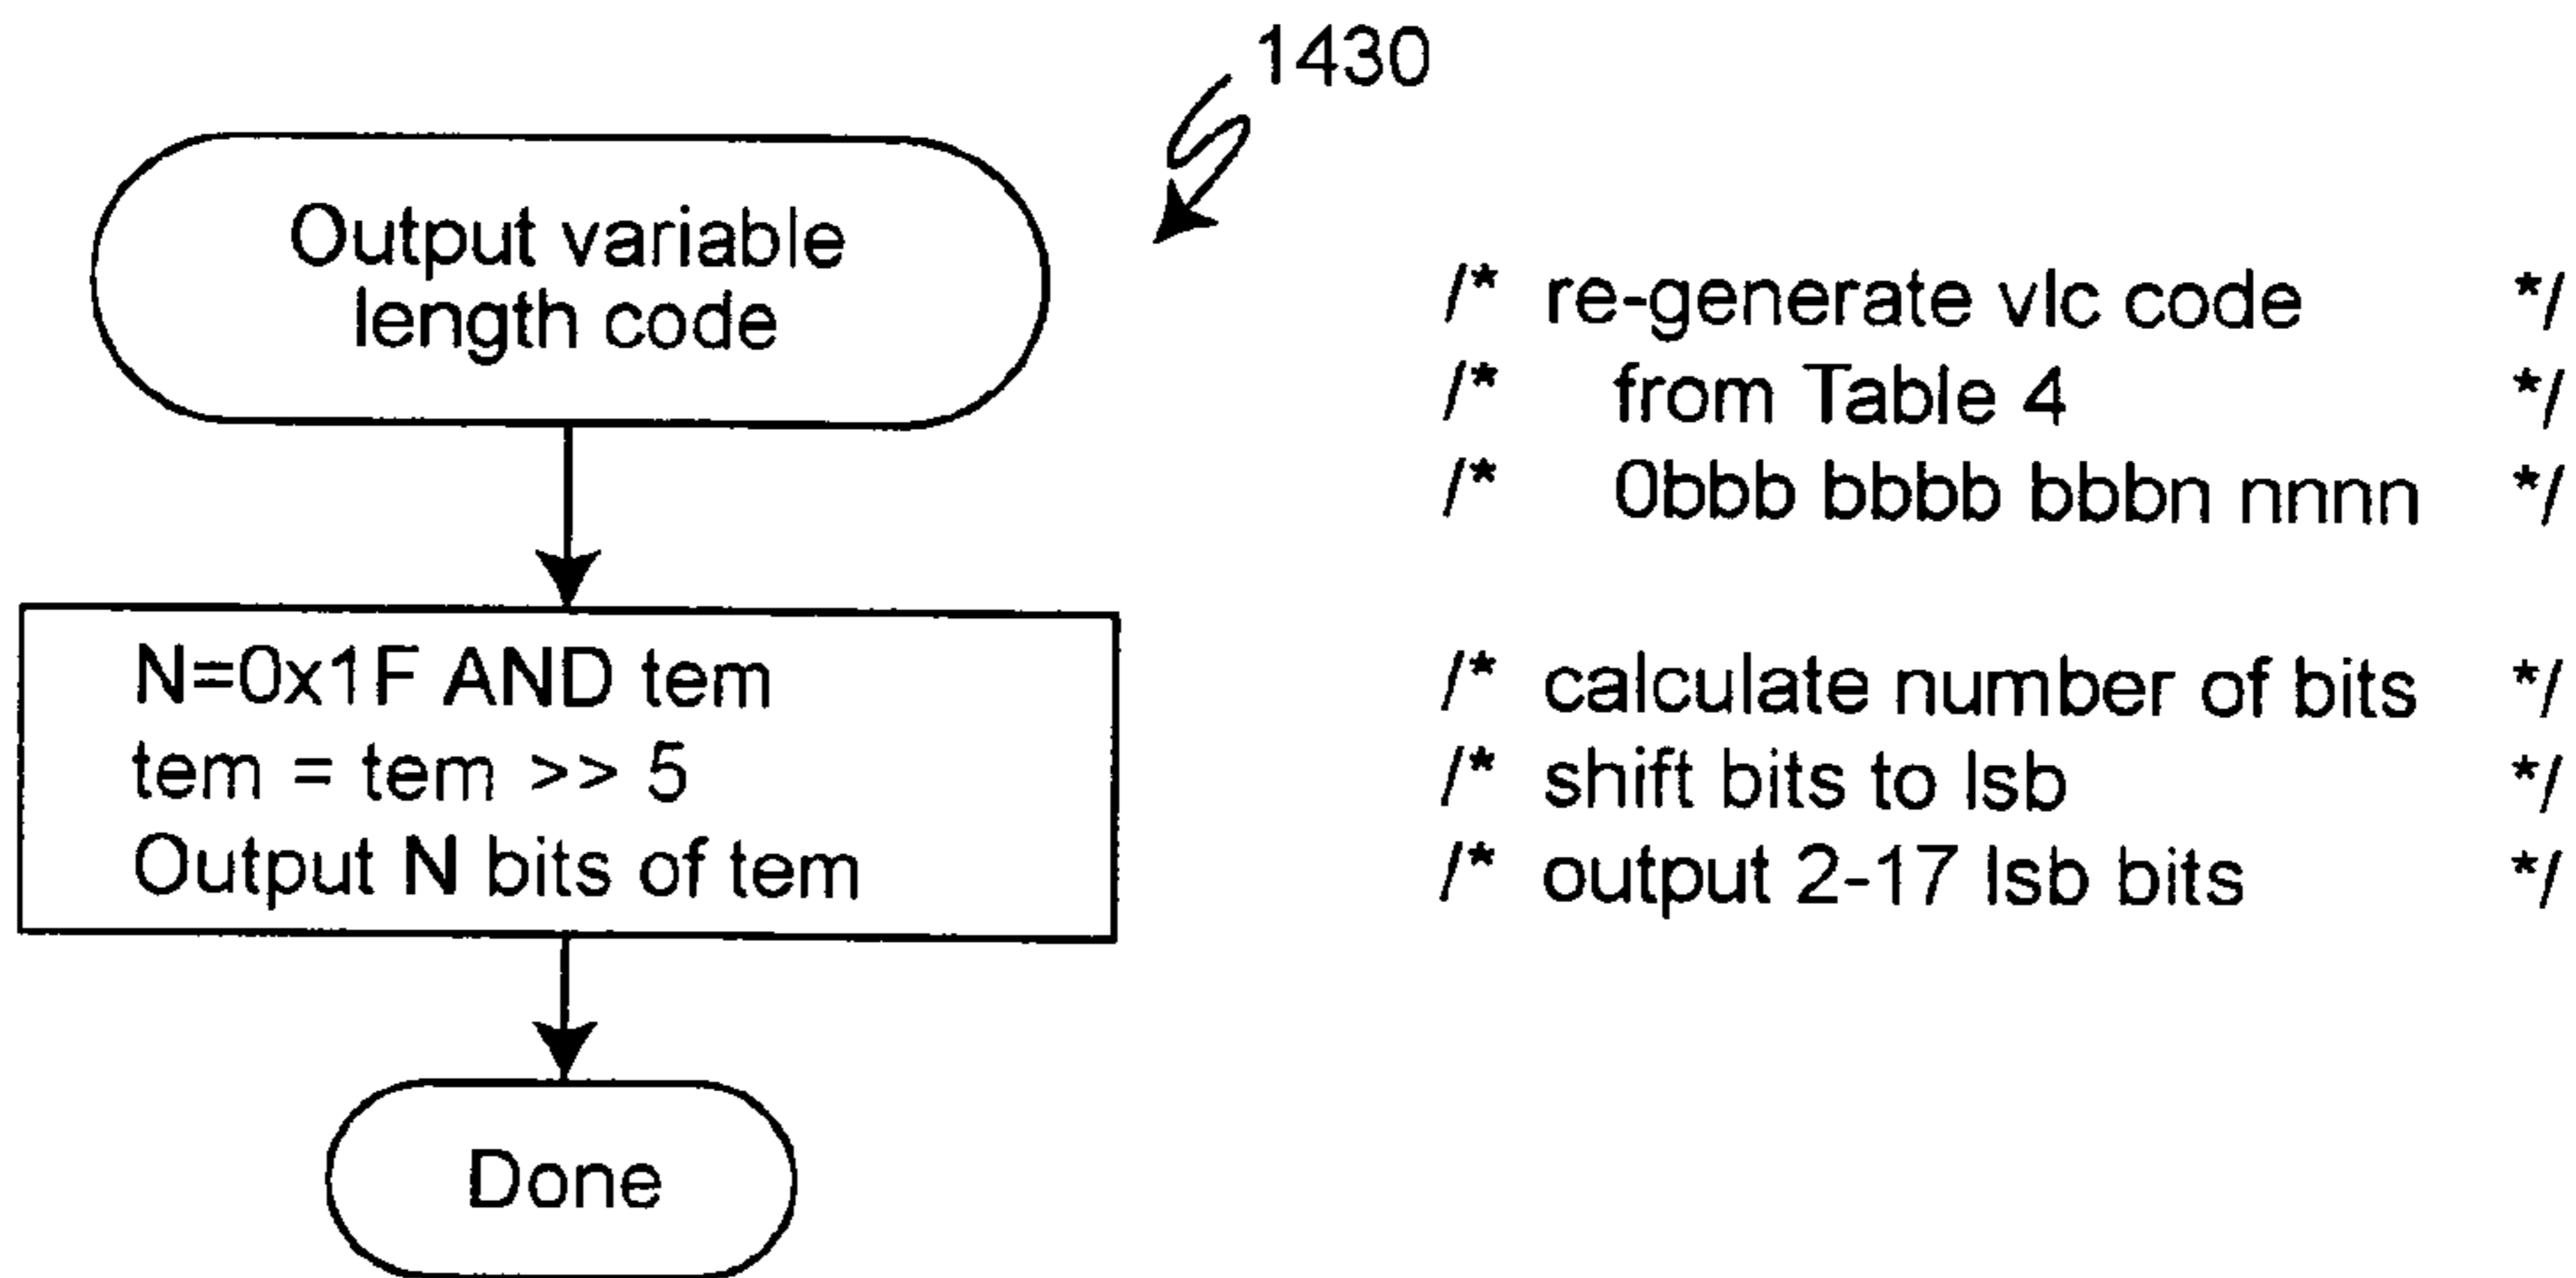 1430
Output variable
length code
/* re-generate vlc code */
/* from Table 4 */
/* 0bbb bbbb bbbn nnnn */
N=0x1F AND tem
/* calculate number of bits */
tem = tem >> 5
/* shift bits to lsb */
Output N bits of tem
/* output 2-17 lsb bits */
Done